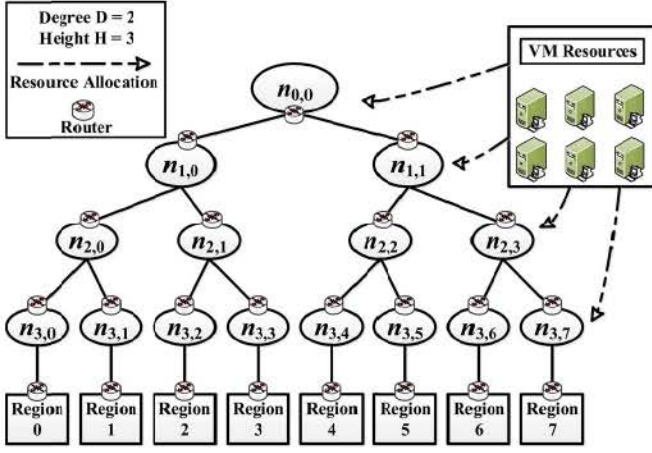 Degree D = 2
Height H = 3
Resource Allocation
Router
VM Resources
n0,0
n1,0 n1,1
n2,0 n2,1 n2,2 n2,3
n3,0 n3,1 n3,2 n3,3 n3,4 n3,5 n3,6 n3,7
Region Region Region Region Region Region Region Region
0 1 2 3 4 5 6 7